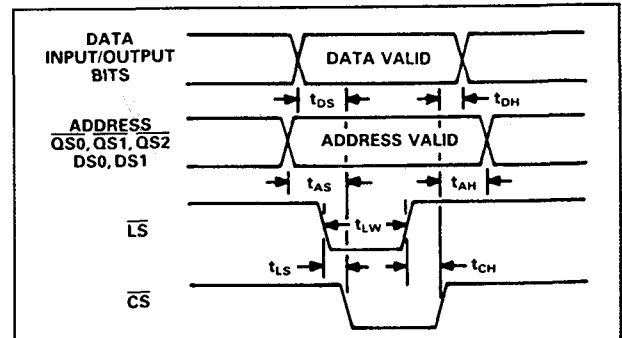 DATA
INPUT/OUTPUT
BITS
DATA VALID
tDS
tDH
ADDRESS
QS0, QS1, QS2
DS0, DS1
ADDRESS VALID
tAS
tAH
LS
tLW
tLS
tCH
CS